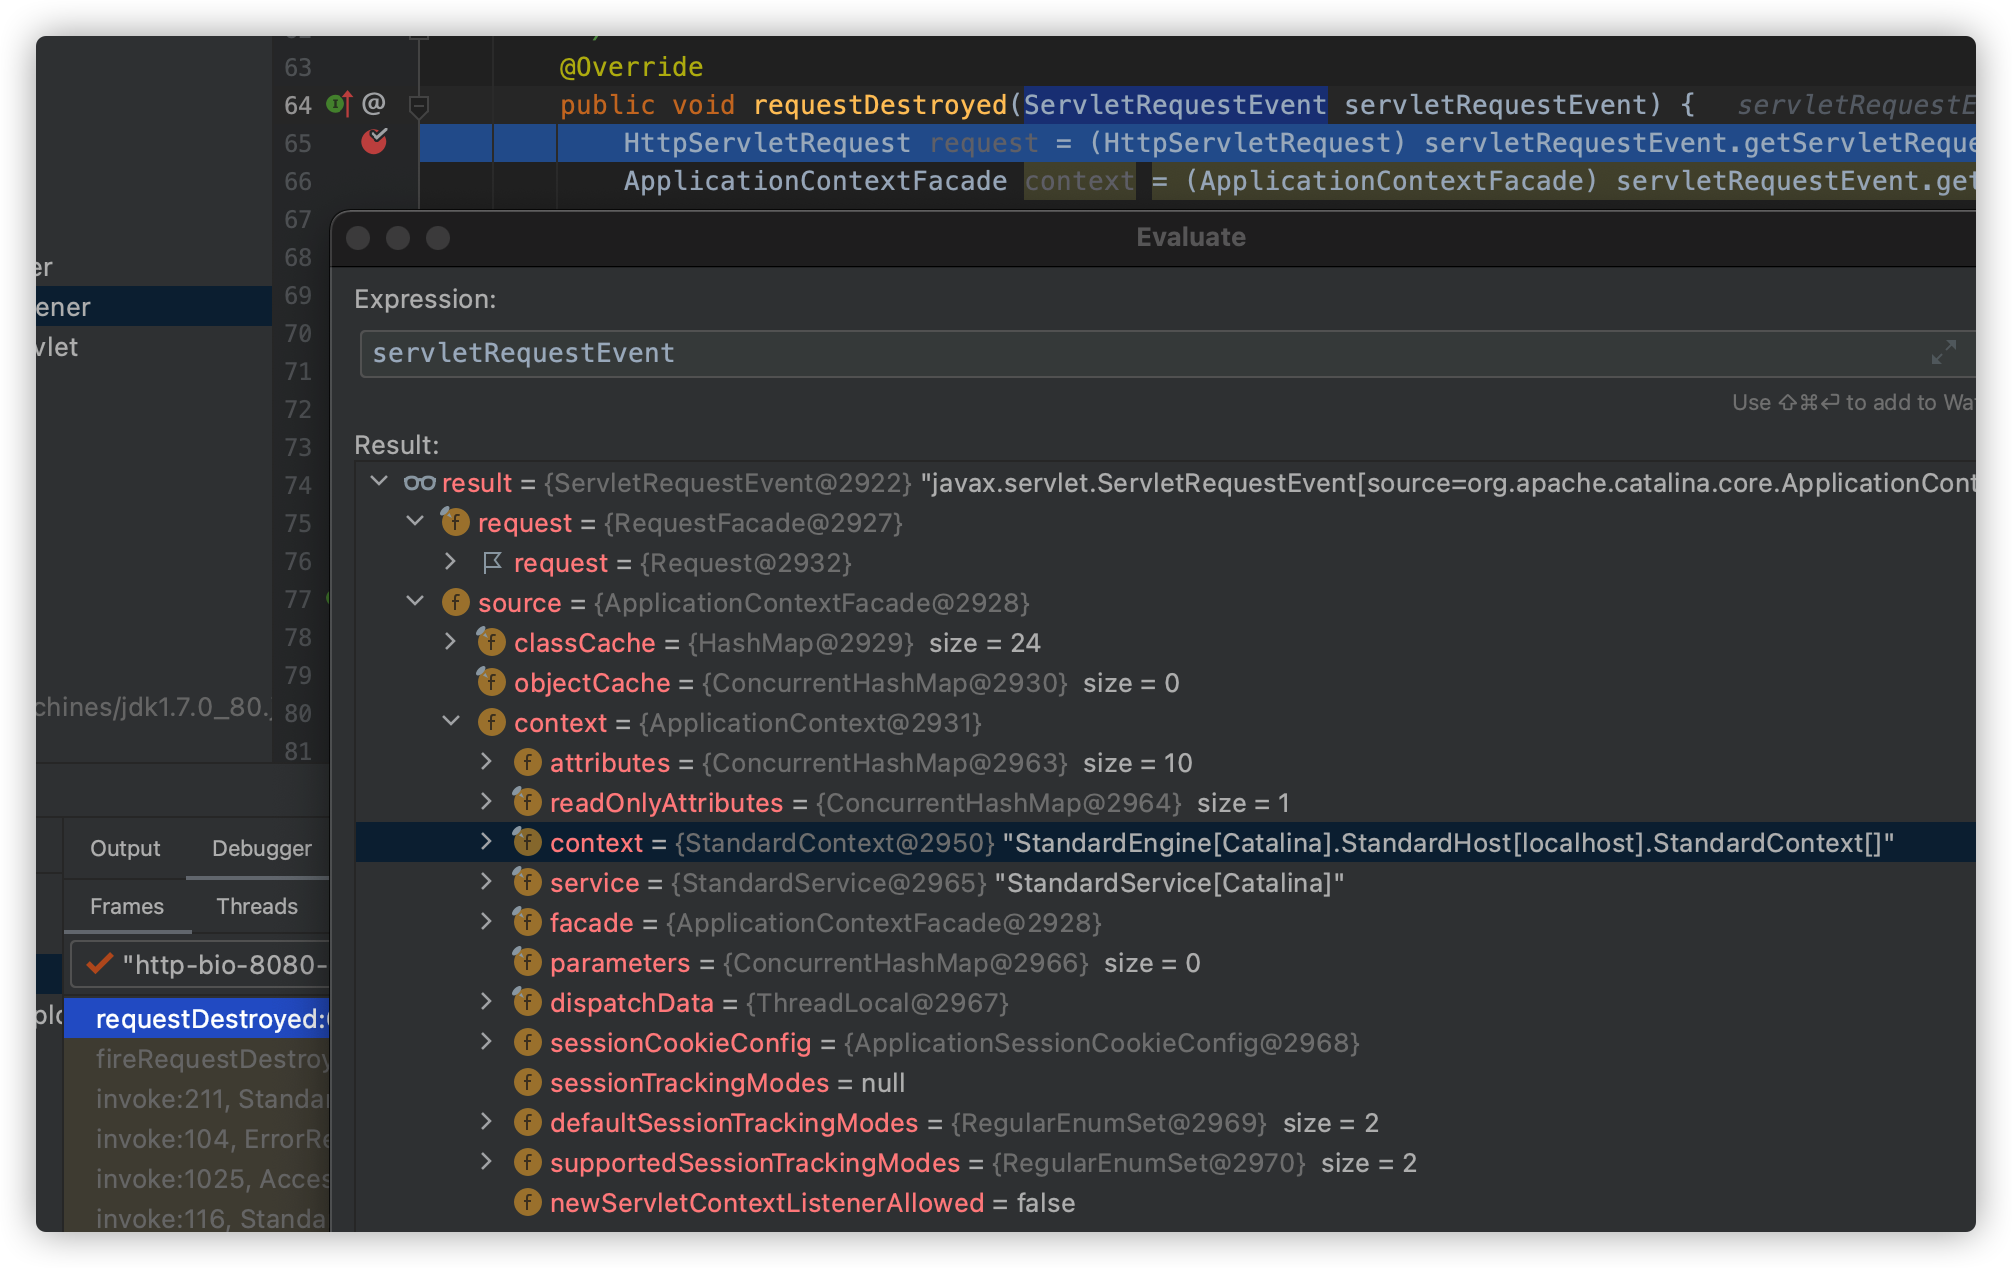 63 @Override
64 @ public void requestDestroyed(ServletRequestEvent servletRequestEvent) { servletRequestE
65 HttpServletRequest request = (HttpServletRequest) servletRequestEvent.getServletReque
66 ApplicationContextFacade context = (ApplicationContextFacade) servletRequestEvent.get
67
68
69
70
71
72
73
74
75
76
77
78
79
80
81
er
ener
vlet
chines/jdk1.7.0_80.
Evaluate
Expression:
servletRequestEvent
Use ⇧⌘⏎ to add to Wat
Result:
result = {ServletRequestEvent@2922} "javax.servlet.ServletRequestEvent[source=org.apache.catalina.core.ApplicationCont
f request = {RequestFacade@2927}
request = {Request@2932}
f source = {ApplicationContextFacade@2928}
f classCache = {HashMap@2929} size = 24
f objectCache = {ConcurrentHashMap@2930} size = 0
f context = {ApplicationContext@2931}
f attributes = {ConcurrentHashMap@2963} size = 10
f readOnlyAttributes = {ConcurrentHashMap@2964} size = 1
f context = {StandardContext@2950} "StandardEngine[Catalina].StandardHost[localhost].StandardContext[]"
f service = {StandardService@2965} "StandardService[Catalina]"
f facade = {ApplicationContextFacade@2928}
f parameters = {ConcurrentHashMap@2966} size = 0
f dispatchData = {ThreadLocal@2967}
f sessionCookieConfig = {ApplicationSessionCookieConfig@2968}
f sessionTrackingModes = null
f defaultSessionTrackingModes = {RegularEnumSet@2969} size = 2
f supportedSessionTrackingModes = {RegularEnumSet@2970} size = 2
f newServletContextListenerAllowed = false
Output Debugger
Frames Threads
"http-bio-8080-
requestDestroyed:
fireRequestDestroy
invoke:211, Standar
invoke:104, ErrorRe
invoke:1025, Acces
invoke:116, Standa